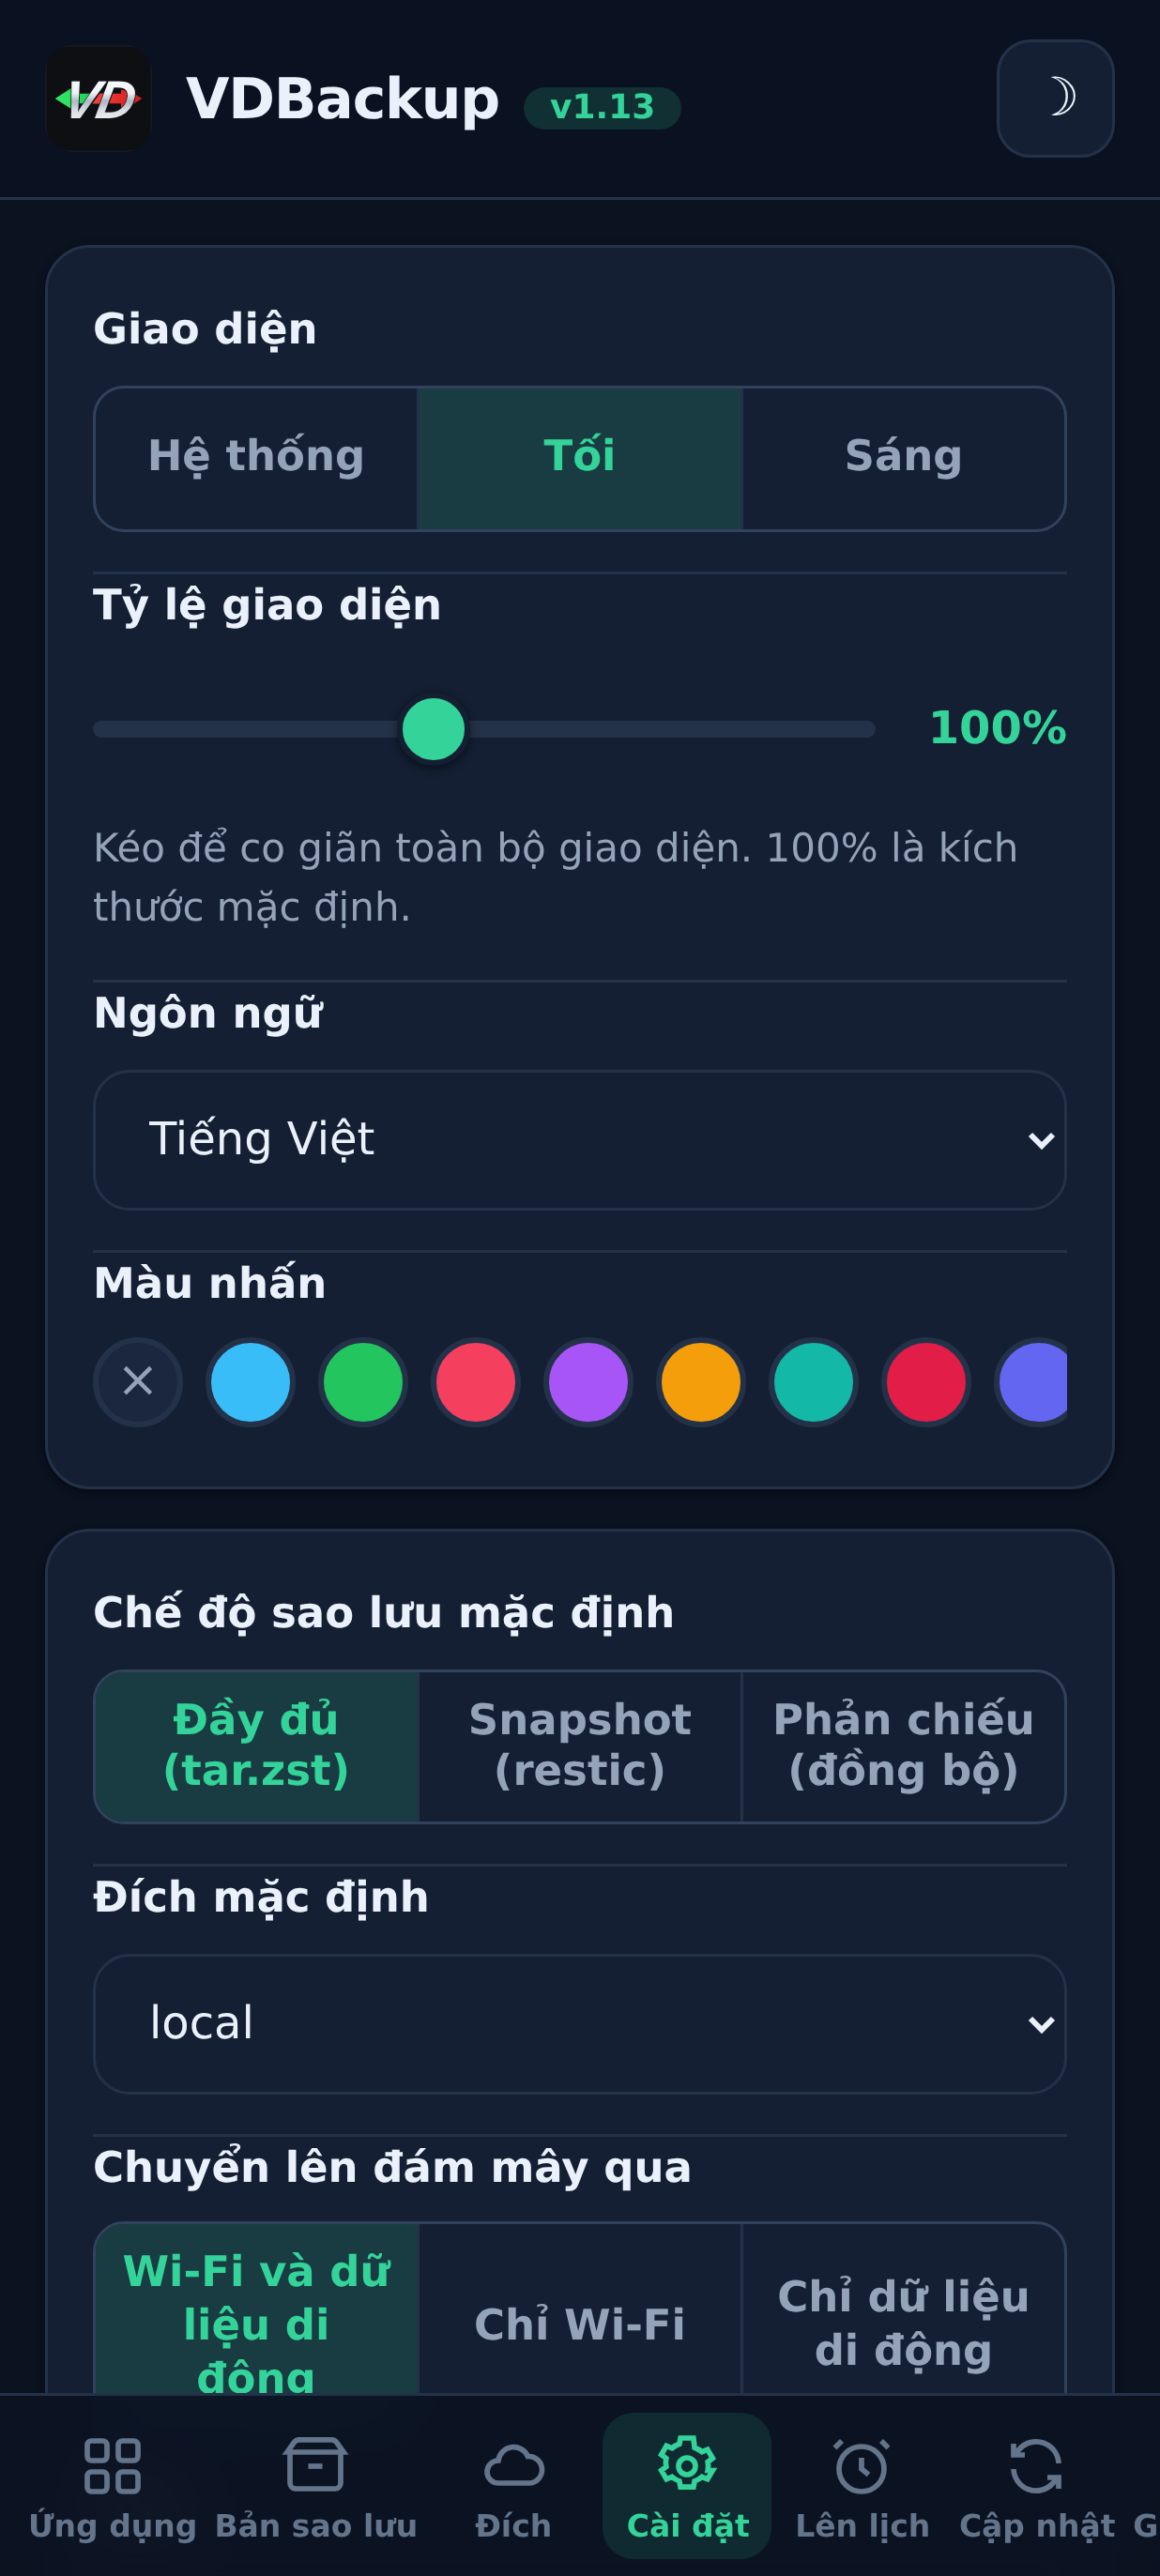 VD
VDBackup v1.13
Giao diện
Hệ thống Tối Sáng
Tỷ lệ giao diện
100%
Kéo để co giãn toàn bộ giao diện. 100% là kích
thước mặc định.
Ngôn ngữ
Tiếng Việt
Màu nhấn
Chế độ sao lưu mặc định
Đầy đủ
(tar.zst)
Snapshot
(restic)
Phản chiếu
(đồng bộ)
Đích mặc định
local
Chuyển lên đám mây qua
Wi-Fi và dữ
liệu di
động
Chỉ Wi-Fi
Chỉ dữ liệu
di động
Ứng dụng Bản sao lưu Đích Cài đặt Lên lịch Cập nhật G